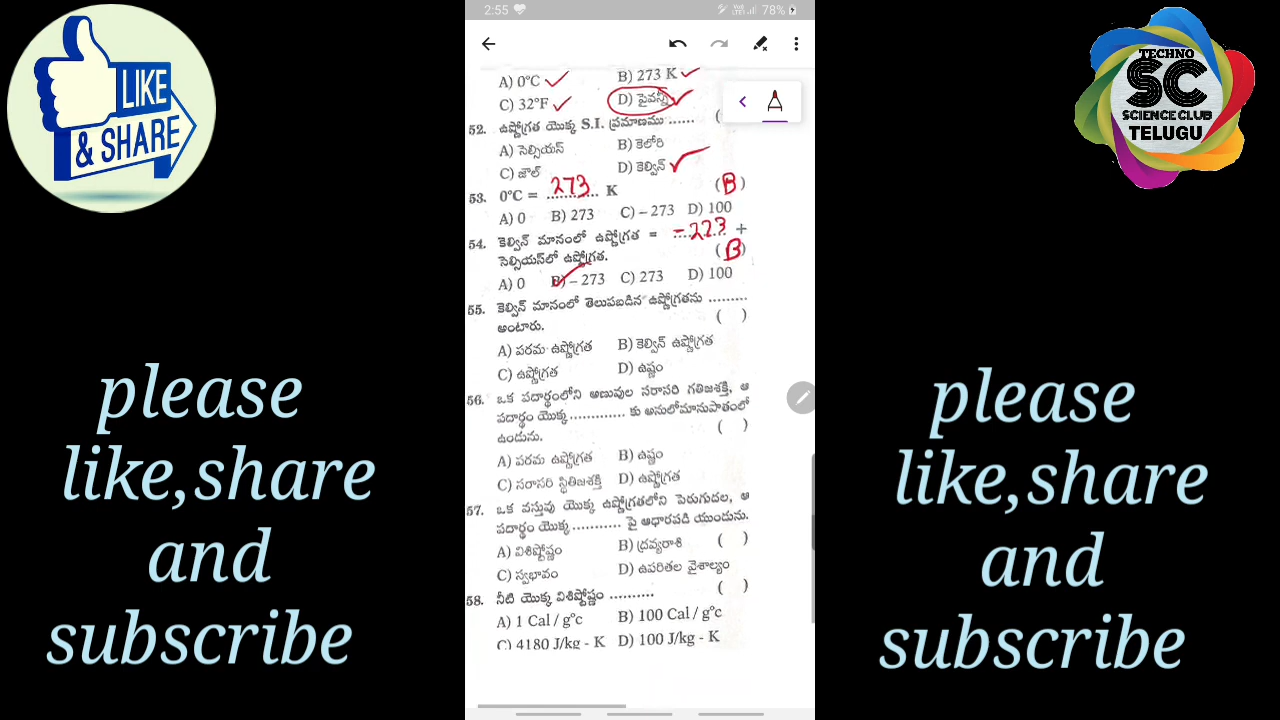 LIKE
& SHARE
TECHNO
SC
SCIENCE CLUB
TELUGU
please
like,share
and
subscribe
2:55
78%
A) 0°C B) 273 K
C) 32°F D) పైవన్నీ
52. ఉష్ణోగ్రత యొక్క S.I. ప్రమాణము ...... (
A) సెల్సియస్ B) కెలోరి
C) జౌల్ D) కెల్విన్
53. 0°C = 273 K ( B )
A) 0 B) 273 C) – 273 D) 100
54. కెల్విన్ మానంలో ఉష్ణోగ్రత = -273 +
సెల్సియస్‌లో ఉష్ణోగ్రత. ( B )
A) 0 B) – 273 C) 273 D) 100
55. కెల్విన్ మానంలో తెలుపబడిన ఉష్ణోగ్రతను .........
అంటారు. ( )
A) పరమ ఉష్ణోగ్రత B) కెల్విన్ ఉష్ణోగ్రత
C) ఉష్ణోగ్రత D) ఉష్ణం
56. ఒక పదార్థంలోని అణువుల సరాసరి గతిజశక్తి, ఆ
పదార్థం యొక్క ............. కు అనులోమానుపాతంలో
ఉండును. ( )
A) పరమ ఉష్ణోగ్రత B) ఉష్ణం
C) సరాసరి స్థితిజశక్తి D) ఉష్ణోగ్రత
57. ఒక వస్తువు యొక్క ఉష్ణోగ్రతలోని పెరుగుదల, ఆ
పదార్థం యొక్క ........... పై ఆధారపడి యుండును.
A) విశిష్టోష్ణం B) ద్రవ్యరాశి ( )
C) స్వభావం D) ఉపరితల వైశాల్యం
58. నీటి యొక్క విశిష్టోష్ణం .......... ( )
A) 1 Cal / g°c B) 100 Cal / g°c
C) 4180 J/kg - K D) 100 J/kg - K
please
like,share
and
subscribe